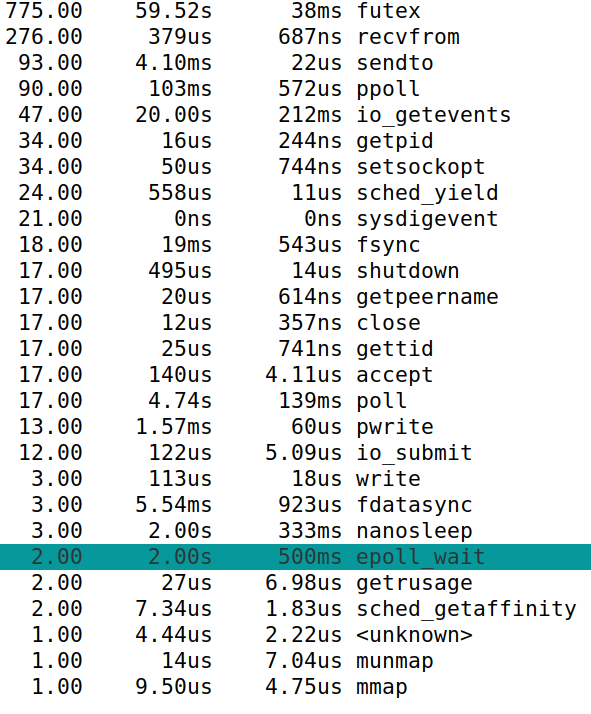 775.00 59.52s 38ms futex
276.00 379us 687ns recvfrom
93.00 4.10ms 22us sendto
90.00 103ms 572us ppoll
47.00 20.00s 212ms io_getevents
34.00 16us 244ns getpid
34.00 50us 744ns setsockopt
24.00 558us 11us sched_yield
21.00 0ns 0ns sysdigevent
18.00 19ms 543us fsync
17.00 495us 14us shutdown
17.00 20us 614ns getpeername
17.00 12us 357ns close
17.00 25us 741ns gettid
17.00 140us 4.11us accept
17.00 4.74s 139ms poll
13.00 1.57ms 60us pwrite
12.00 122us 5.09us io_submit
3.00 113us 18us write
3.00 5.54ms 923us fdatasync
3.00 2.00s 333ms nanosleep
2.00 2.00s 500ms epoll_wait
2.00 27us 6.98us getrusage
2.00 7.34us 1.83us sched_getaffinity
1.00 4.44us 2.22us <unknown>
1.00 14us 7.04us munmap
1.00 9.50us 4.75us mmap